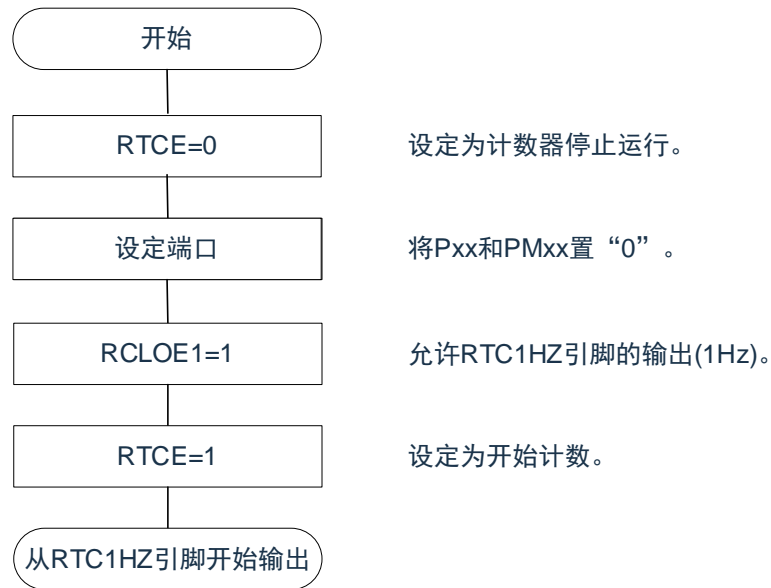 开始
RTCE=0
设定为计数器停止运行。
设定端口
将Pxx和PMxx置“0”。
RCLOE1=1
允许RTC1HZ引脚的输出(1Hz)。
RTCE=1
设定为开始计数。
从RTC1HZ引脚开始输出